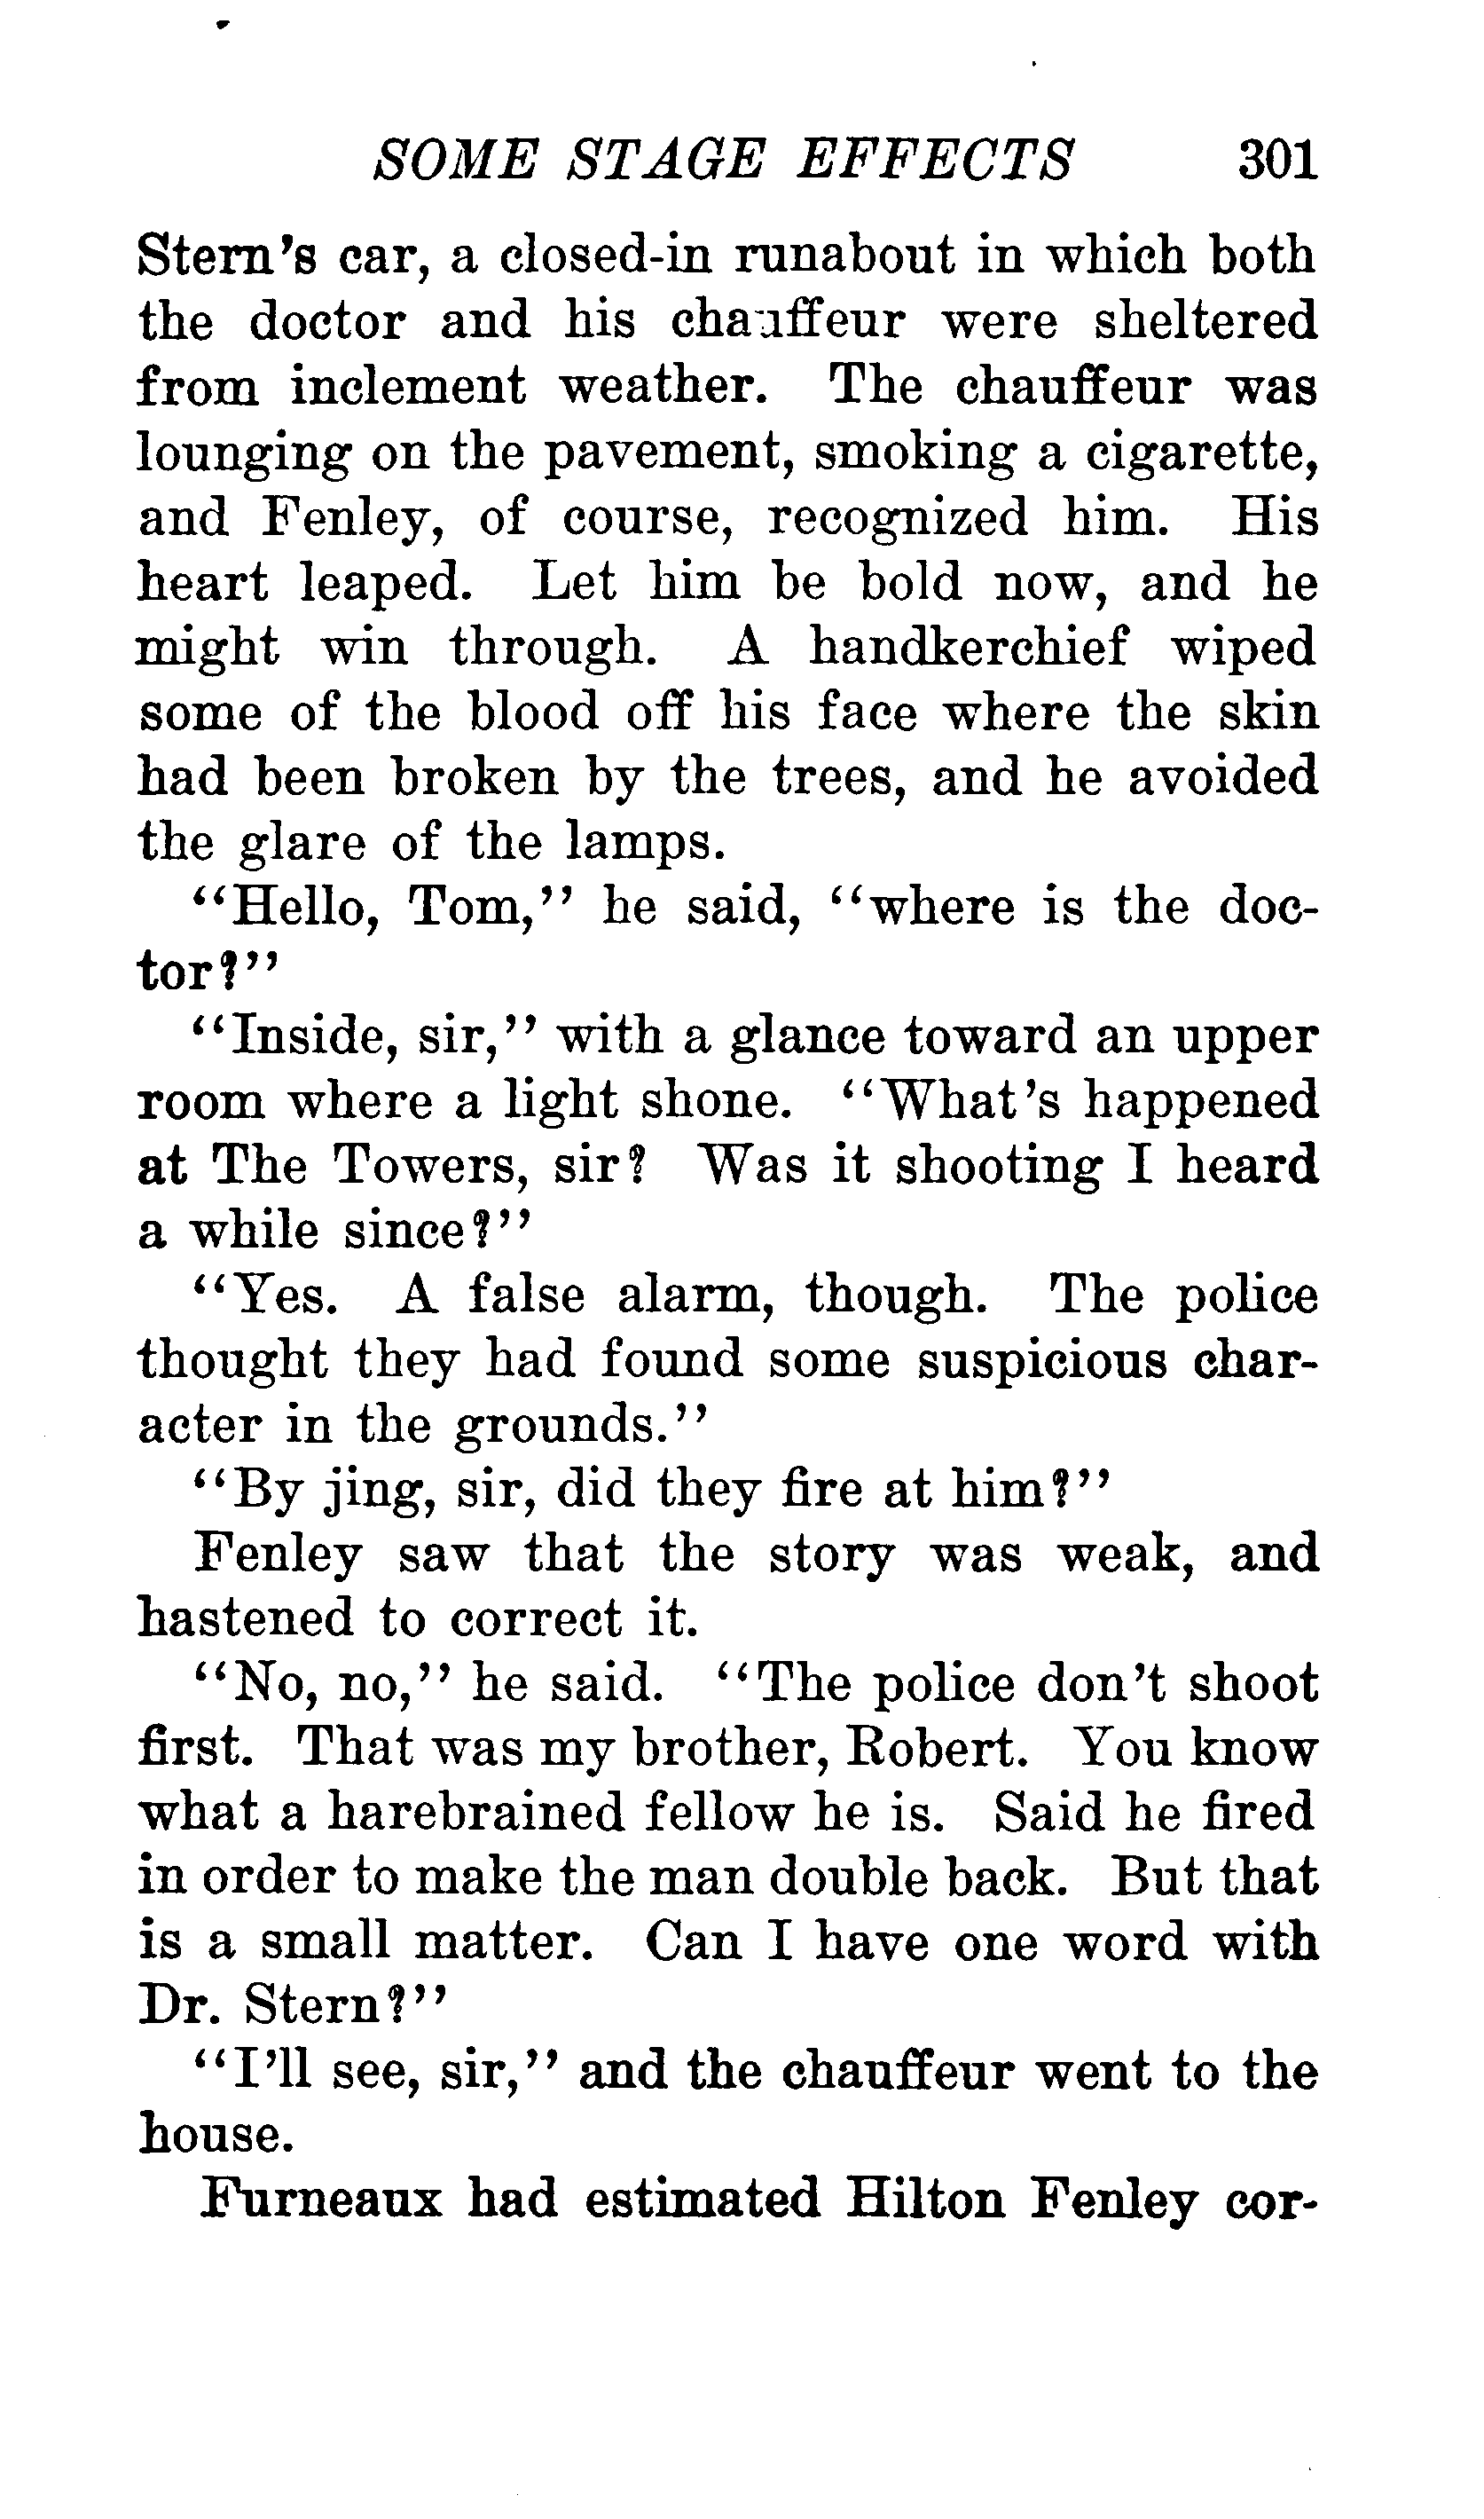 SOME STAGE EFFECTS 301
Stern's car, a closed-in runabout in which both
the doctor and his chauffeur were sheltered
from inclement weather. The chauffeur was
lounging on the pavement, smoking a cigarette,
and Fenley, of course, recognized him. His
heart leaped. Let him be bold now, and he
might win through. A handkerchief wiped
some of the blood off his face where the skin
had been broken by the trees, and he avoided
the glare of the lamps.
"Hello, Tom," he said, "where is the doc-
tor?"
"Inside, sir," with a glance toward an upper
room where a light shone. "What's happened
at The Towers, sir? Was it shooting I heard
a while since?"
"Yes. A false alarm, though. The police
thought they had found some suspicious char-
acter in the grounds."
"By jing, sir, did they fire at him?"
Fenley saw that the story was weak, and
hastened to correct it.
"No, no," he said. "The police don't shoot
first. That was my brother, Robert. You know
what a harebrained fellow he is. Said he fired
in order to make the man double back. But that
is a small matter. Can I have one word with
Dr. Stern?"
"I'll see, sir," and the chauffeur went to the
house.
Furneaux had estimated Hilton Fenley cor-